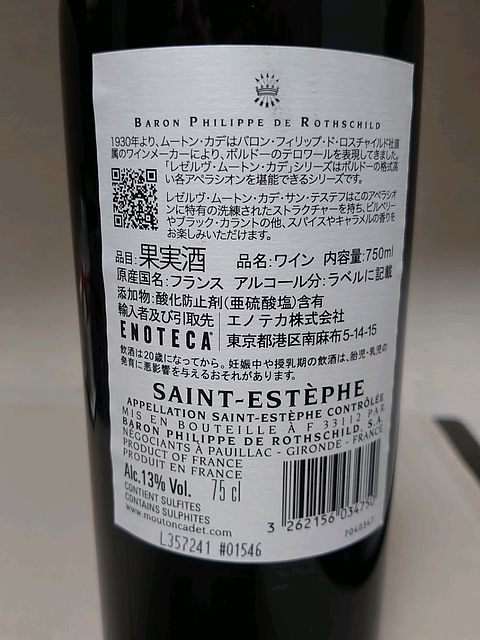 BARON PHILIPPE DE ROTHSCHILD
1930年より、ムートン・カデはバロン・フィリップ・ド・ロスチャイルド社直
属のワインメーカーにより、ボルドーのテロワールを表現してきました。
「レゼルヴ・ムートン・カデ」シリーズはボルドーの格式高
い各アペラシオンを堪能できるシリーズです。
レゼルヴ・ムートン・カデ・サン・テステフはこのアペラシオ
ンに特有の洗練されたストラクチャーを持ち、ビルベリー
やブラック・カラントの他、スパイスやキャラメルの香りを
お楽しみいただけます。
品目:果実酒 品名:ワイン 内容量:750ml
原産国名:フランス アルコール分:ラベルに記載
添加物:酸化防止剤(亜硫酸塩)含有
輸入者及び引取先 エノテカ株式会社
ENOTECA 東京都港区南麻布5-14-15
飲酒は20歳になってから。妊娠中や授乳期の飲酒は、胎児・乳児の
発育に悪影響を与えるおそれがあります。
SAINT-ESTÈPHE
APPELLATION SAINT-ESTÈPHE CONTRÔLÉE
MIS EN BOUTEILLE À F 33112 PAR
BARON PHILIPPE DE ROTHSCHILD, S.A.
NÉGOCIANTS À PAUILLAC - GIRONDE - FRANCE
PRODUCT OF FRANCE
PRODUIT EN FRANCE
Alc.13% Vol. 75 cl
CONTIENT SULFITES
CONTAINS SULPHITES
www.moutoncadet.com
3 262156 034750
L357241 #01546